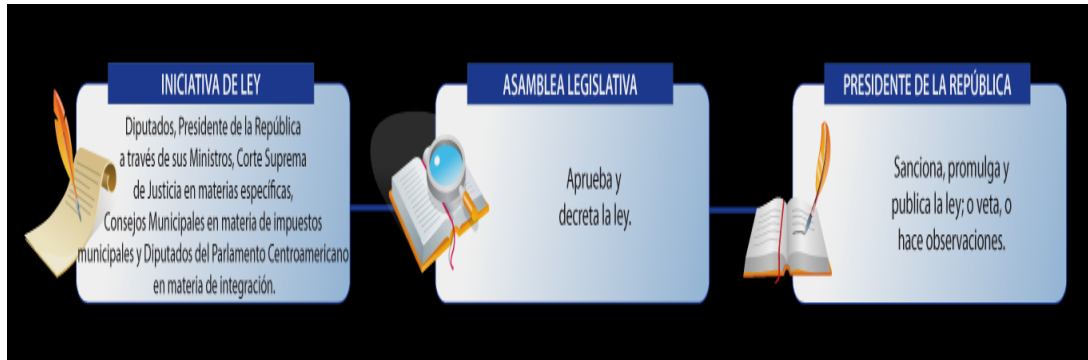 INICIATIVA DE LEY
Diputados, Presidente de la República
a través de sus Ministros, Corte Suprema
de Justicia en materias específicas,
Consejos Municipales en materia de impuestos
municipales y Diputados del Parlamento Centroamericano
en materia de integración.
ASAMBLEA LEGISLATIVA
Aprueba y
decreta la ley.
PRESIDENTE DE LA REPÚBLICA
Sanciona, promulga y
publica la ley; o veta, o
hace observaciones.